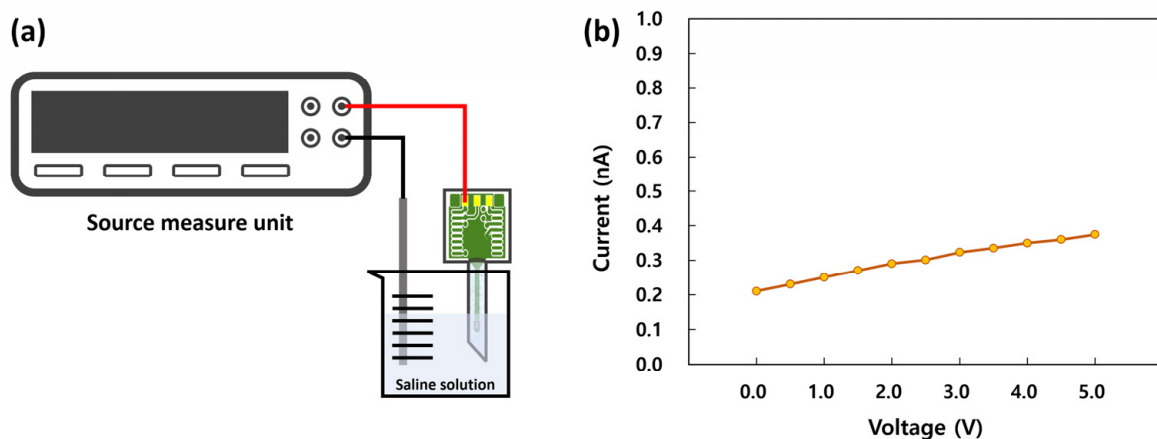 (a)
Source measure unit
Saline solution
(b)
Current (nA)
1.0
0.9
0.8
0.7
0.6
0.5
0.4
0.3
0.2
0.1
0.0
0.0 1.0 2.0 3.0 4.0 5.0
Voltage (V)